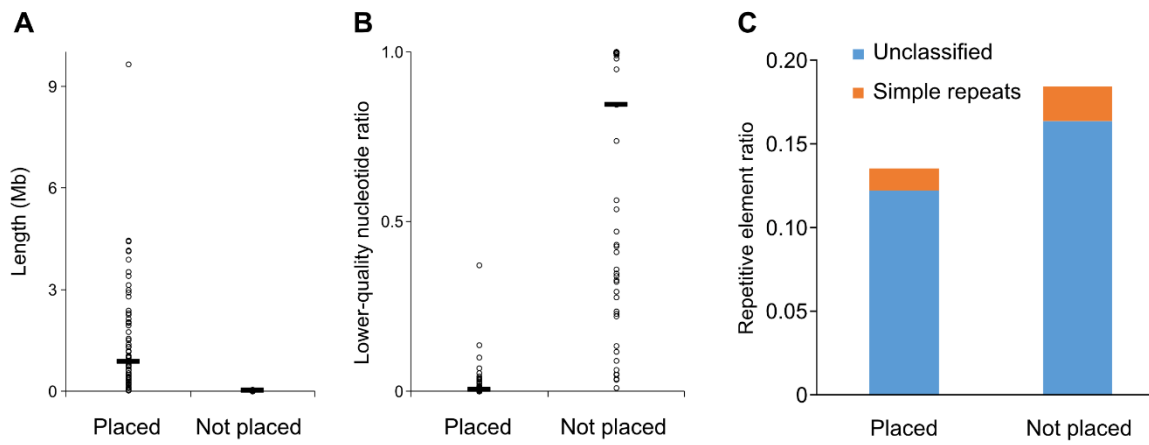 A
Length (Mb)
9
6
3
0
Placed Not placed
B
Lower-quality nucleotide ratio
1.0
0.5
0
Placed Not placed
C
Repetitive element ratio
0.20
0.15
0.10
0.05
0
Unclassified
Simple repeats
Placed Not placed